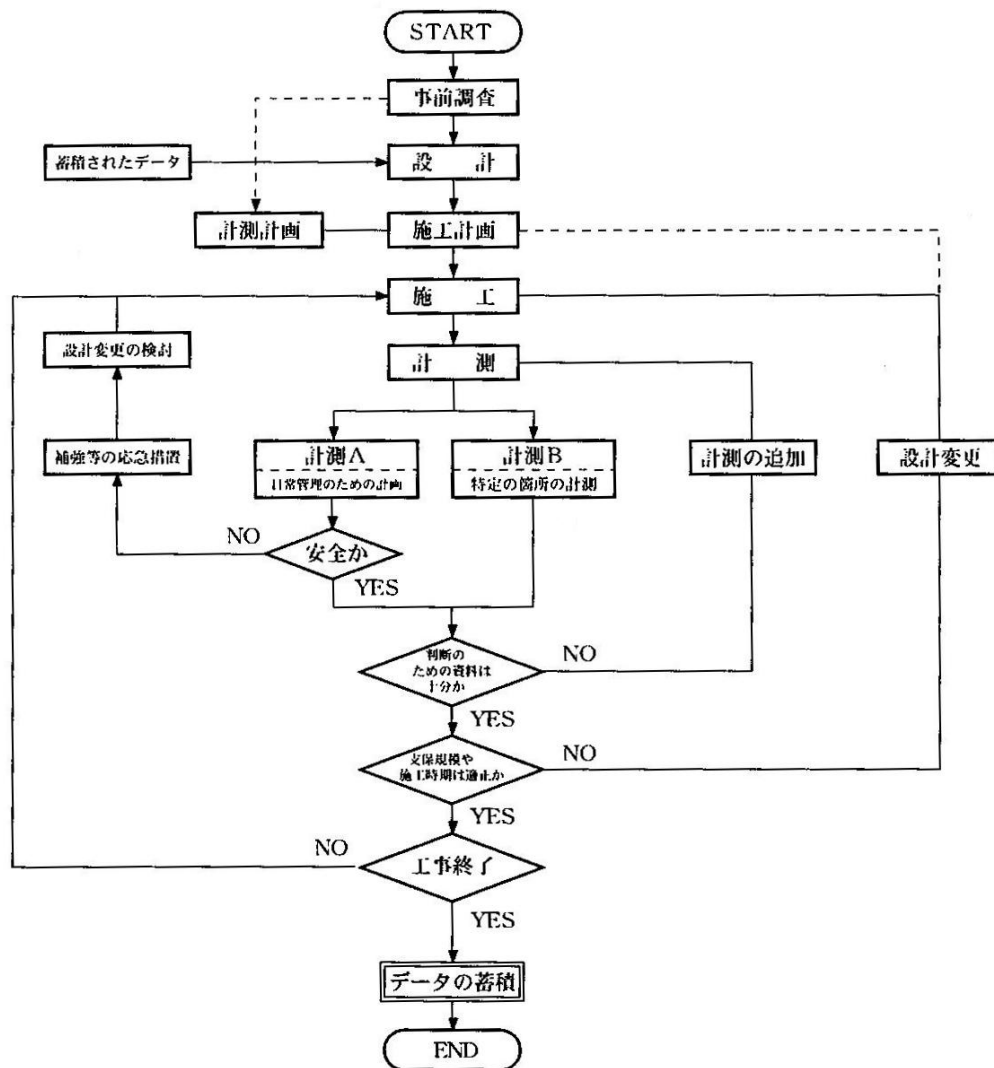 START
事前調査
蓄積されたデータ
設 計
計測計画
施工計画
施 工
設計変更の検討
計 測
補強等の応急措置
計測A
日常管理のための計画
計測B
特定の箇所の計測
計測の追加
設計変更
NO
安全か
YES
判断の
ための資料は
十分か
NO
YES
支保規模や
施工時期は適正か
NO
YES
NO
工事終了
YES
データの蓄積
END